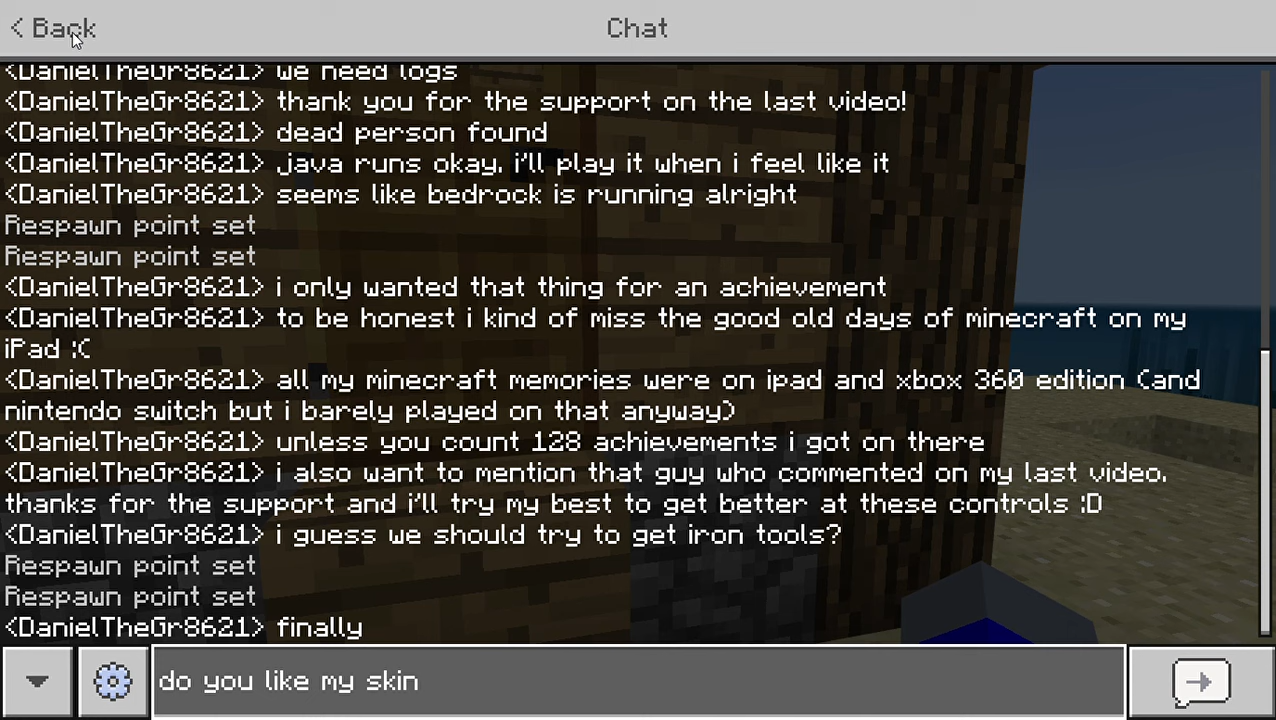 < Back
Chat
<DanielTheGr8621> we need logs
<DanielTheGr8621> thank you for the support on the last video!
<DanielTheGr8621> dead person found
<DanielTheGr8621> java runs okay. i'll play it when i feel like it
<DanielTheGr8621> seems like bedrock is running alright
Respawn point set
Respawn point set
<DanielTheGr8621> i only wanted that thing for an achievement
<DanielTheGr8621> to be honest i kind of miss the good old days of minecraft on my
iPad :C
<DanielTheGr8621> all my minecraft memories were on ipad and xbox 360 edition (and
nintendo switch but i barely played on that anyway)
<DanielTheGr8621> unless you count 128 achievements i got on there
<DanielTheGr8621> i also want to mention that guy who commented on my last video.
thanks for the support and i'll try my best to get better at these controls :D
<DanielTheGr8621> i guess we should try to get iron tools?
Respawn point set
Respawn point set
<DanielTheGr8621> finally
do you like my skin